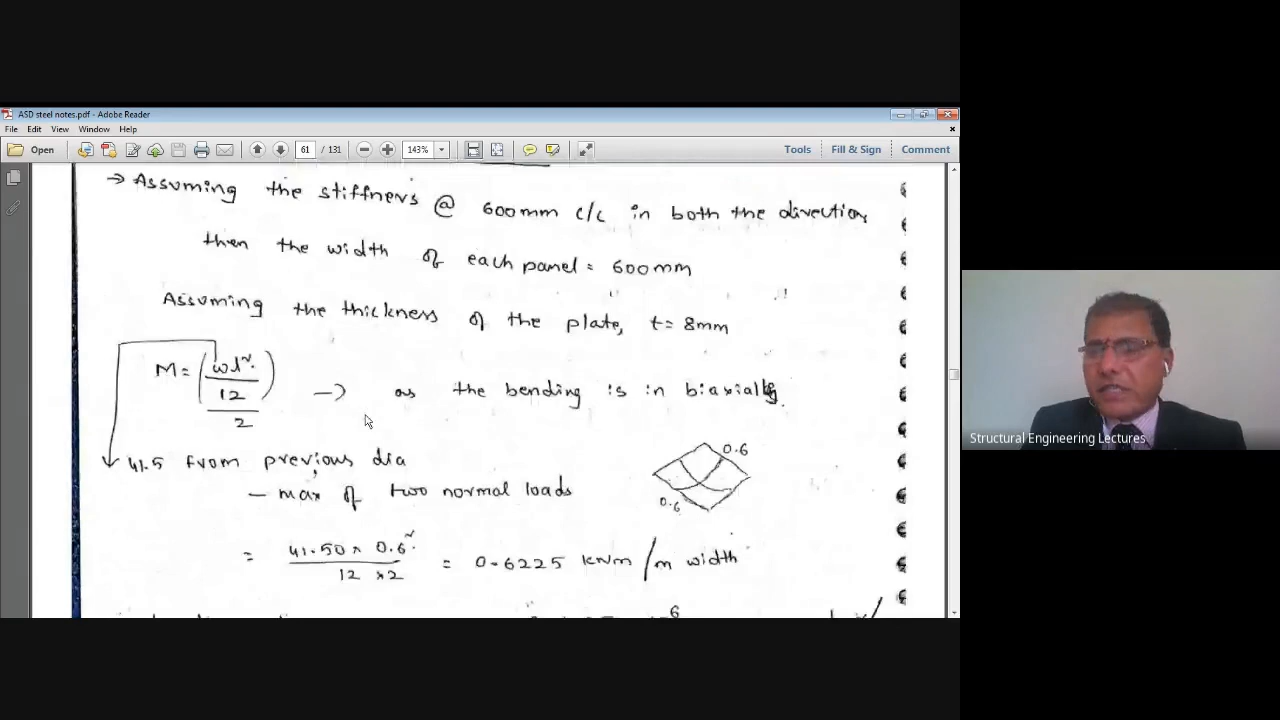 ASD steel notes.pdf - Adobe Reader
File Edit View Window Help
Open 61 / 131 143% Tools Fill & Sign Comment
→ Assuming the stiffners @ 600mm c/c in both the direction
then the width of each panel = 600mm
Assuming the thickness of the plate, t = 8mm
M = (ωl²/12)/2 → as the bending is in biaxially.
41.5 from previous dia
- max of two normal loads
0.6
0.6
= 41.50 × 0.6² / 12 × 2 = 0.6225 kNm/m width
6
Structural Engineering Lectures